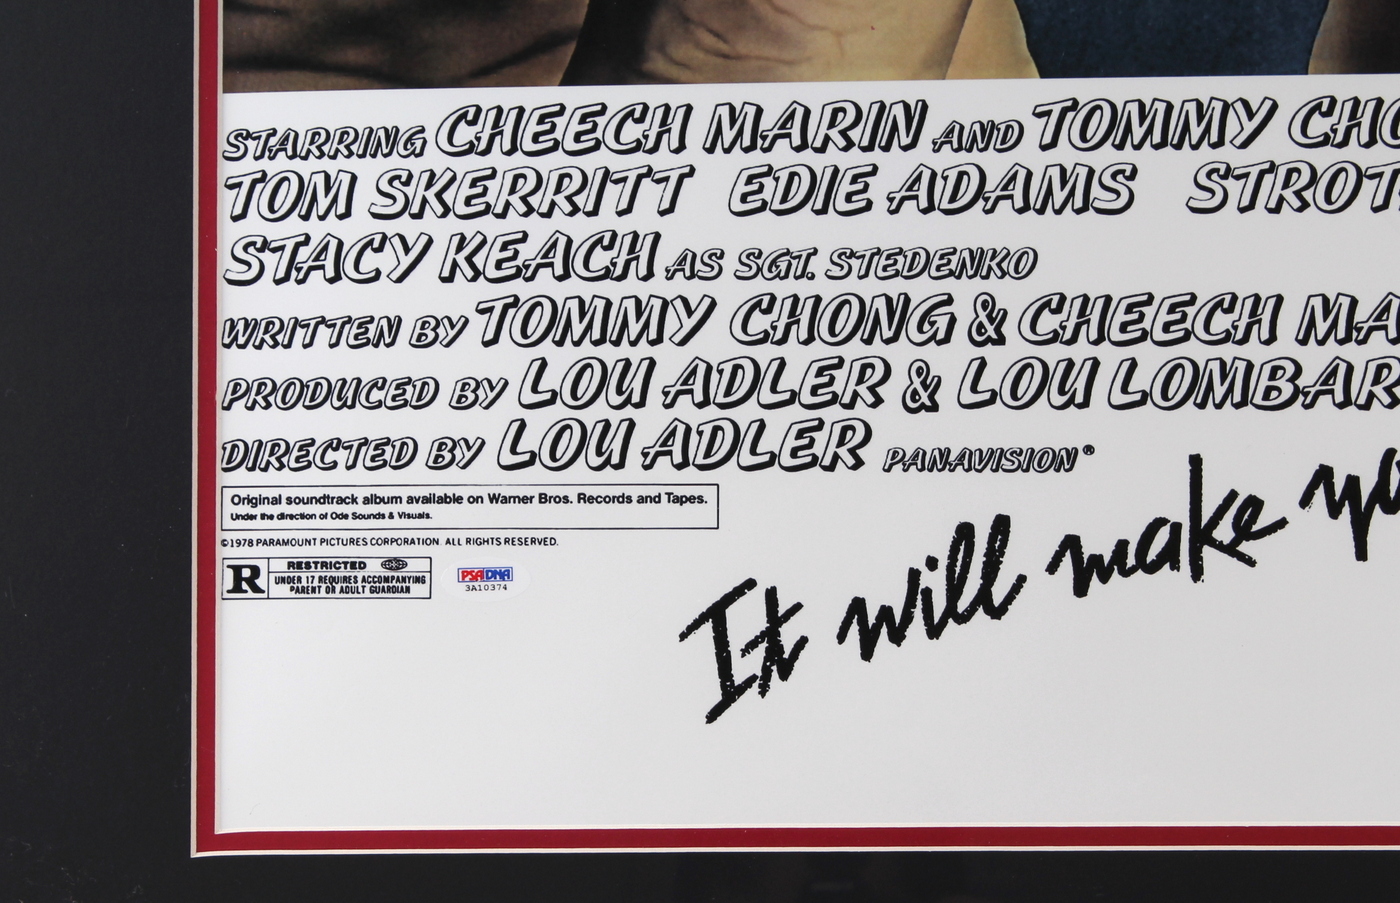 STARRING CHEECH MARIN AND TOMMY CHO
TOM SKERRITT EDIE ADAMS STROT
STACY KEACH AS SGT. STEDENKO
WRITTEN BY TOMMY CHONG & CHEECH MA
PRODUCED BY LOU ADLER & LOU LOMBAR
DIRECTED BY LOU ADLER PANAVISION®
Original soundtrack album available on Warner Bros. Records and Tapes.
Under the direction of Ode Sounds & Visuals.
©1978 PARAMOUNT PICTURES CORPORATION. ALL RIGHTS RESERVED.
R RESTRICTED
UNDER 17 REQUIRES ACCOMPANYING
PARENT OR ADULT GUARDIAN
PSA/DNA
3A10374
It will make yo